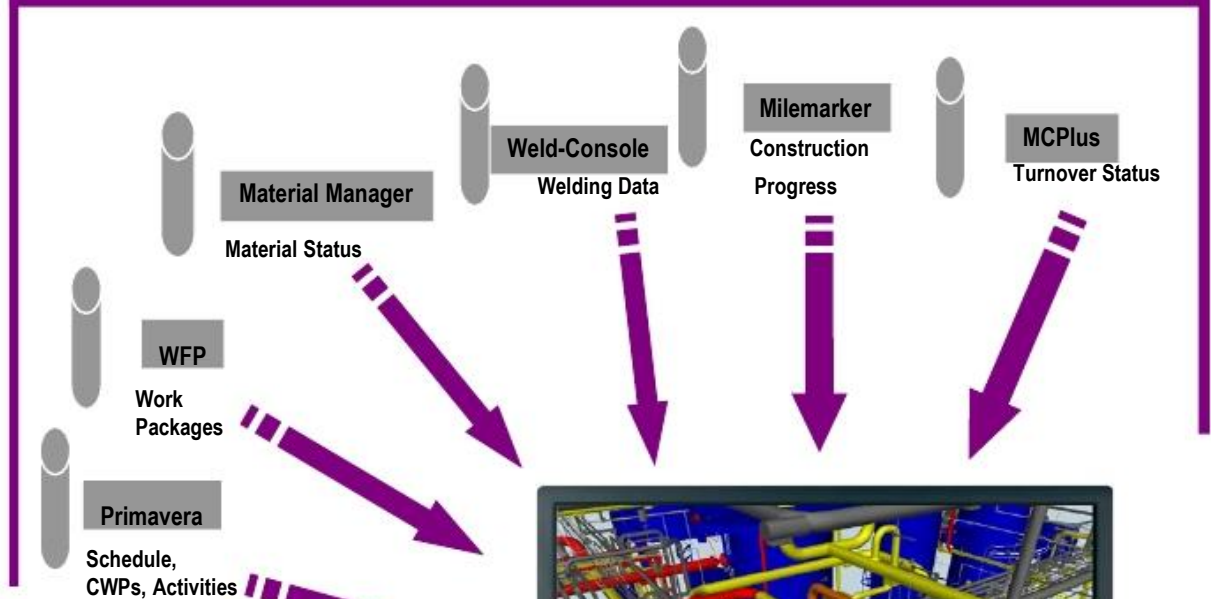 Milemarker
Construction
Progress
MCPlus
Turnover Status
Weld-Console
Welding Data
Material Manager
Material Status
WFP
Work
Packages
Primavera
Schedule,
CWPs, Activities